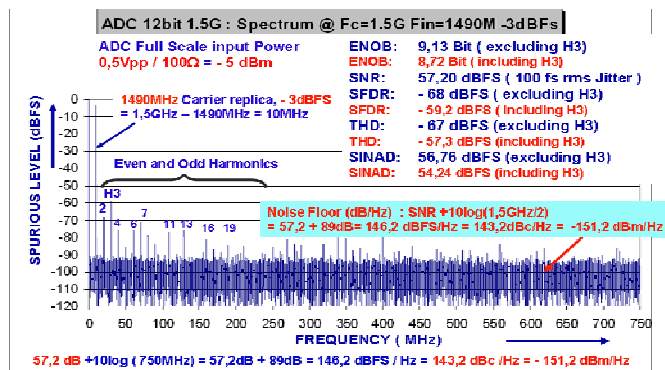 ADC 12bit 1.5G : Spectrum @ Fc=1.5G Fin=1490M -3dBFs
ADC Full Scale input Power
0,5Vpp / 100Ω = - 5 dBm
ENOB: 9,13 Bit ( excluding H3)
ENOB: 8,72 Bit ( including H3)
SNR: 57,20 dBFS ( 100 fs rms Jitter )
SFDR: - 68 dBFS ( excluding H3)
SFDR: - 59,2 dBFS ( including H3)
THD: - 67 dBFS (excluding H3)
THD: - 57,3 dBFS (including H3)
SINAD: 56,76 dBFS (excluding H3)
SINAD: 54,24 dBFS (including H3)
1490MHz Carrier replica, - 3dBFS
= 1,5GHz – 1490MHz = 10MHz
Even and Odd Harmonics
H3
2 4 6 7 11 13 16 19
Noise Floor (dB/Hz) : SNR +10log(1,5GHz/2)
= 57,2 + 89dB= 146,2 dBFS/Hz = 143,2dBc/Hz = -151,2 dBm/Hz
SPURIOUS LEVEL (dBFS)
0
-10
-20
-30
-40
-50
-60
-70
-80
-90
-100
-110
-120
0 50 100 150 200 250 300 350 400 450 500 550 600 650 700 750
FREQUENCY ( MHz)
57,2 dB +10log ( 750MHz) = 57,2dB + 89dB = 146,2 dBFS / Hz = 143,2 dBc /Hz = - 151,2 dBm/Hz